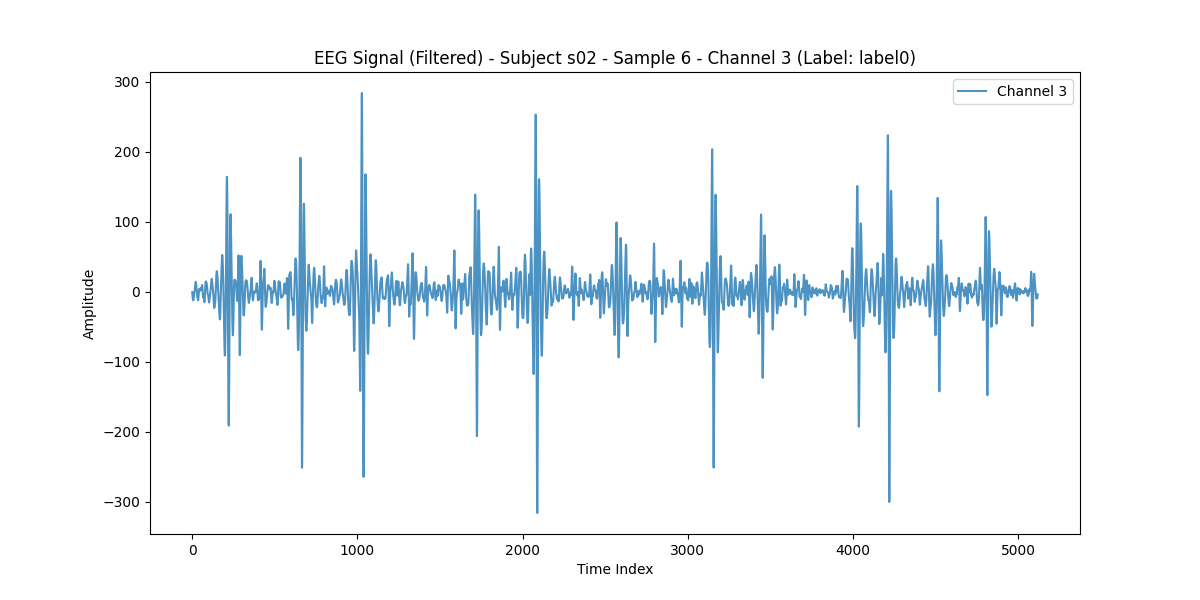 EEG Signal (Filtered) - Subject s02 - Sample 6 - Channel 3 (Label: label0)
Channel 3
300
200
100
0
−100
−200
−300
Amplitude
0 1000 2000 3000 4000 5000
Time Index